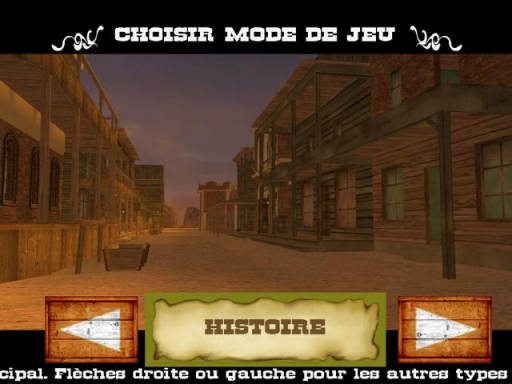 CHOISIR MODE DE JEU
HISTOIRE
cipal. Flèches droite ou gauche pour les autres types